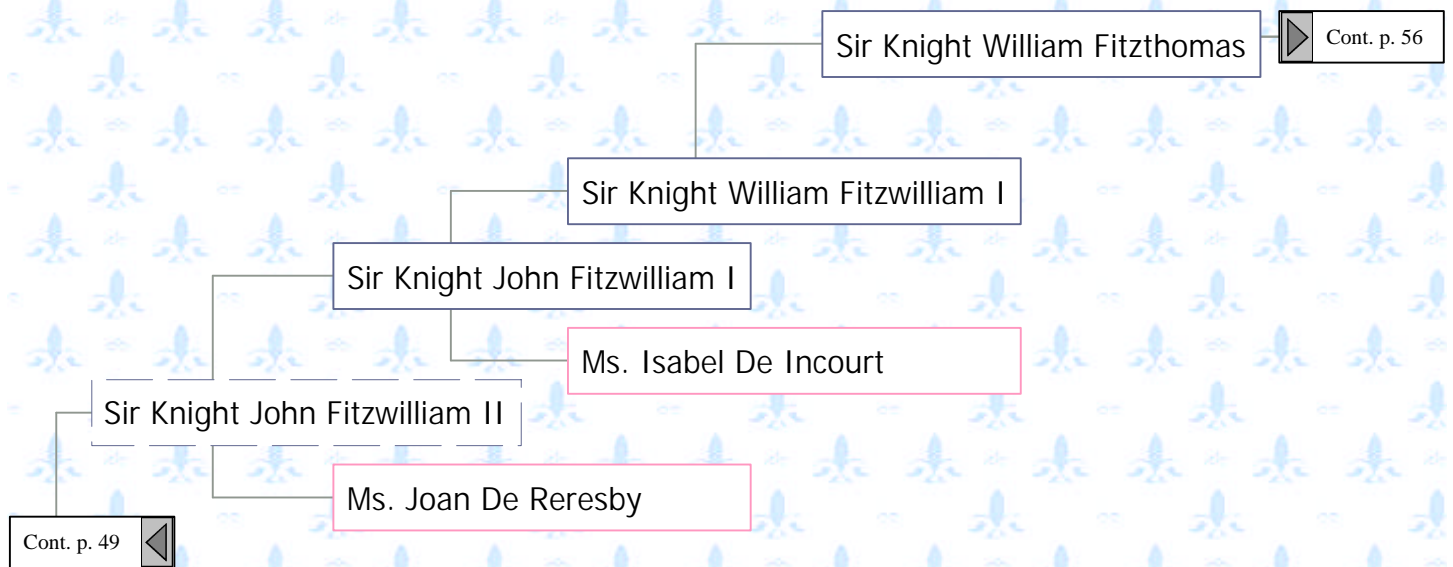 Sir Knight William Fitzthomas
Cont. p. 56
Sir Knight William Fitzwilliam I
Sir Knight John Fitzwilliam I
Ms. Isabel De Incourt
Sir Knight John Fitzwilliam II
Ms. Joan De Reresby
Cont. p. 49